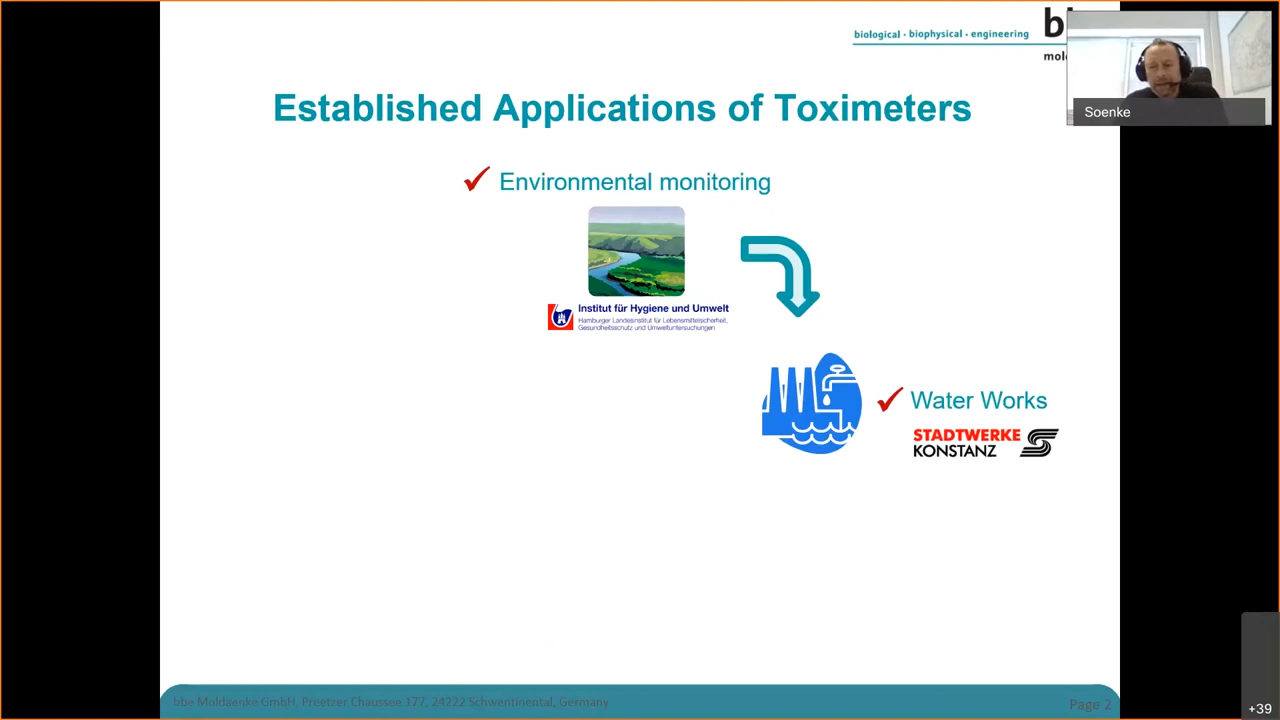 biological · biophysical · engineering
Soenke
Established Applications of Toximeters
✓ Environmental monitoring
Institut für Hygiene und Umwelt
Hamburger Landesinstitut für Lebensmittelsicherheit,
Gesundheitsschutz und Umweltuntersuchungen
✓ Water Works
STADTWERKE
KONSTANZ
bbe Moldaenke GmbH, Preetzer Chaussee 177, 24222 Schwentinental, Germany
Page 2
+39